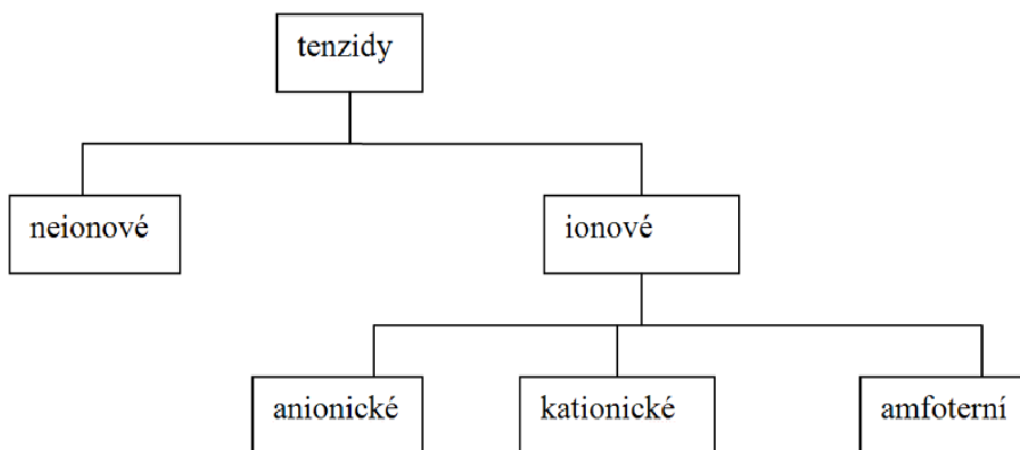 tenzidy
neionové
ionové
anionické
kationické
amfoterní